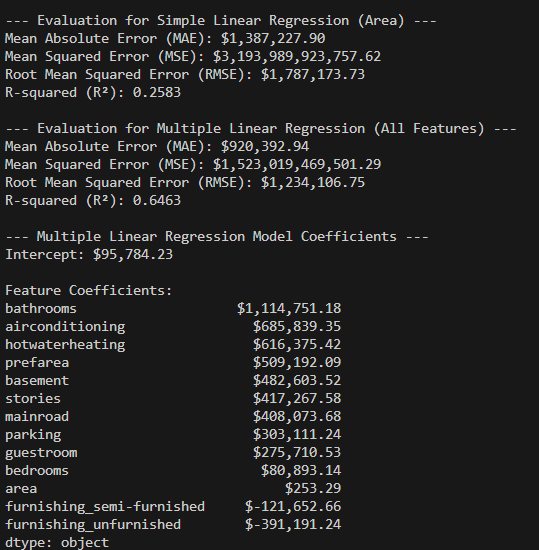 --- Evaluation for Simple Linear Regression (Area) ---
Mean Absolute Error (MAE): $1,387,227.90
Mean Squared Error (MSE): $3,193,989,923,757.62
Root Mean Squared Error (RMSE): $1,787,173.73
R-squared (R²): 0.2583
--- Evaluation for Multiple Linear Regression (All Features) ---
Mean Absolute Error (MAE): $920,392.94
Mean Squared Error (MSE): $1,523,019,469,501.29
Root Mean Squared Error (RMSE): $1,234,106.75
R-squared (R²): 0.6463
--- Multiple Linear Regression Model Coefficients ---
Intercept: $95,784.23
Feature Coefficients:
bathrooms $1,114,751.18
airconditioning $685,839.35
hotwaterheating $616,375.42
prefarea $509,192.09
basement $482,603.52
stories $417,267.58
mainroad $408,073.68
parking $303,111.24
guestroom $275,710.53
bedrooms $80,893.14
area $253.29
furnishing_semi-furnished $-121,652.66
furnishing_unfurnished $-391,191.24
dtype: object